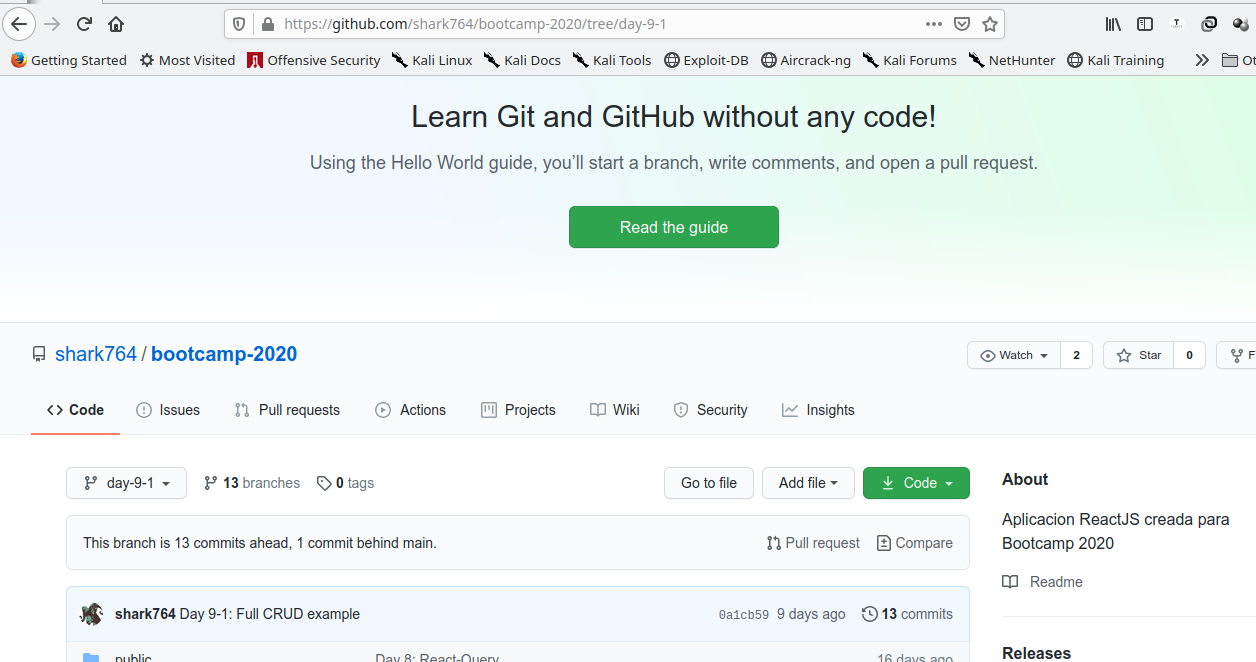 https://github.com/shark764/bootcamp-2020/tree/day-9-1
Getting Started Most Visited Offensive Security Kali Linux Kali Docs Kali Tools Exploit-DB Aircrack-ng Kali Forums NetHunter Kali Training Ot
Learn Git and GitHub without any code!
Using the Hello World guide, you’ll start a branch, write comments, and open a pull request.
Read the guide
shark764 / bootcamp-2020 Watch 2 Star 0 F
Code Issues Pull requests Actions Projects Wiki Security Insights
day-9-1 13 branches 0 tags Go to file Add file Code
About
Aplicacion ReactJS creada para
Bootcamp 2020
Readme
This branch is 13 commits ahead, 1 commit behind main. Pull request Compare
shark764 Day 9-1: Full CRUD example 0a1cb59 9 days ago 13 commits
public Day 8: React-Query 16 days ago
Releases